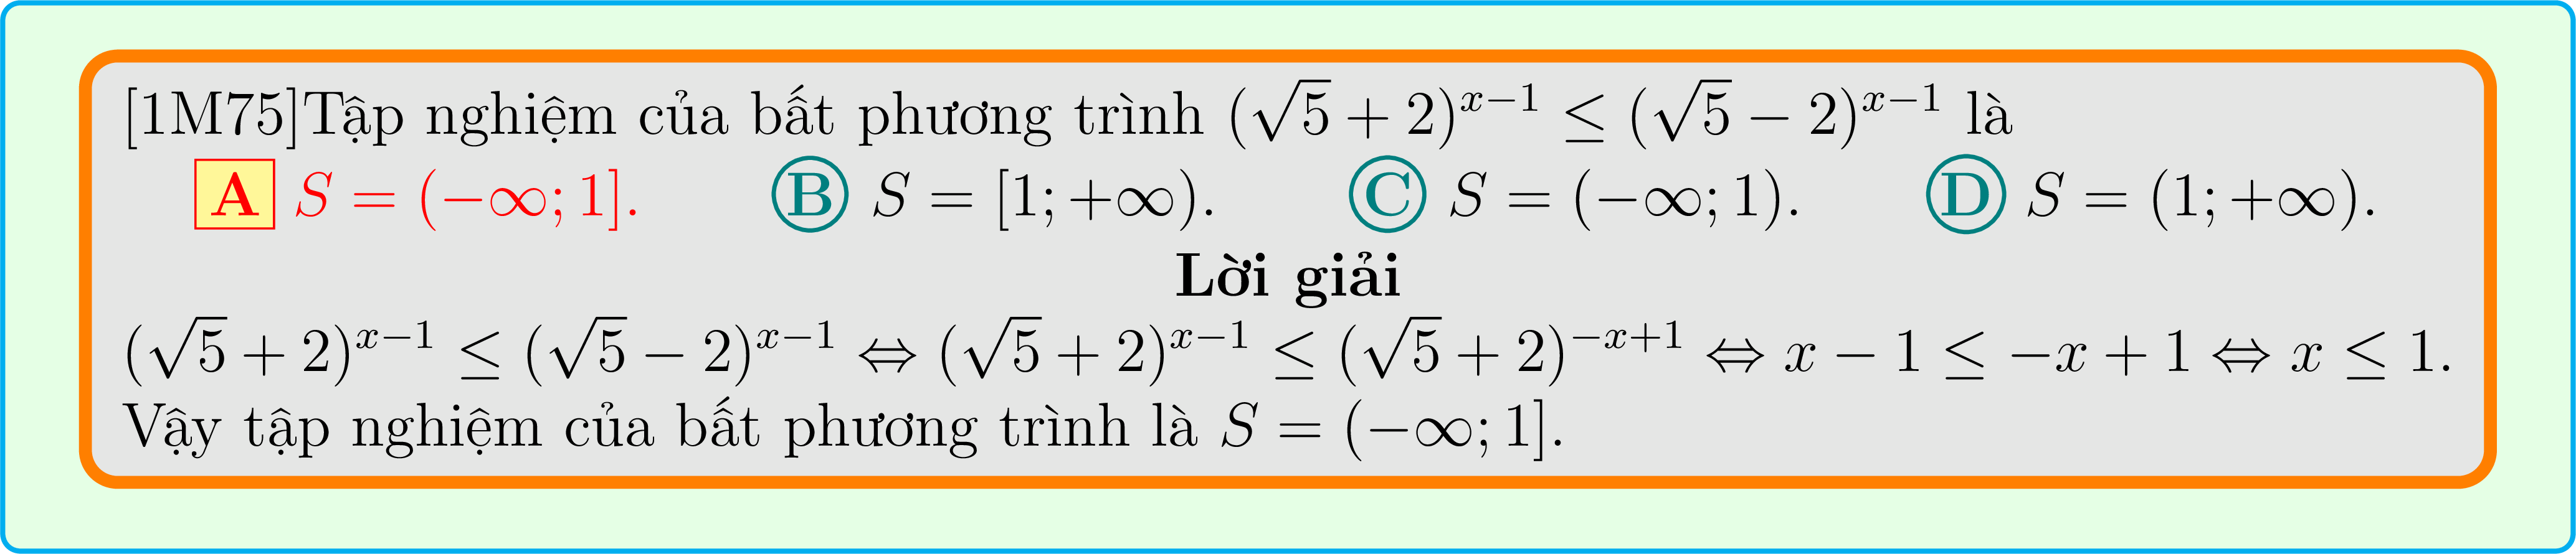 [1M75]Tập nghiệm của bất phương trình $(\sqrt{5}+2)^{x-1} \leq (\sqrt{5}-2)^{x-1}$ là
A $S = (-\infty; 1]$. B $S = [1; +\infty)$. C $S = (-\infty; 1)$. D $S = (1; +\infty)$.
Lời giải
$(\sqrt{5}+2)^{x-1} \leq (\sqrt{5}-2)^{x-1} \Leftrightarrow (\sqrt{5}+2)^{x-1} \leq (\sqrt{5}+2)^{-x+1} \Leftrightarrow x-1 \leq -x+1 \Leftrightarrow x \leq 1$.
Vậy tập nghiệm của bất phương trình là $S = (-\infty; 1]$.